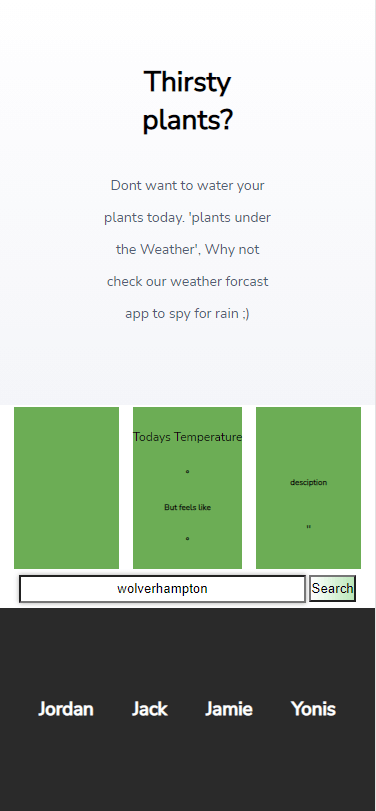 Thirsty
plants?
Dont want to water your
plants today. 'plants under
the Weather', Why not
check our weather forcast
app to spy for rain ;)
Todays Temperature
°
But feels like
°
desciption
"
wolverhampton
Search
Jordan Jack Jamie Yonis